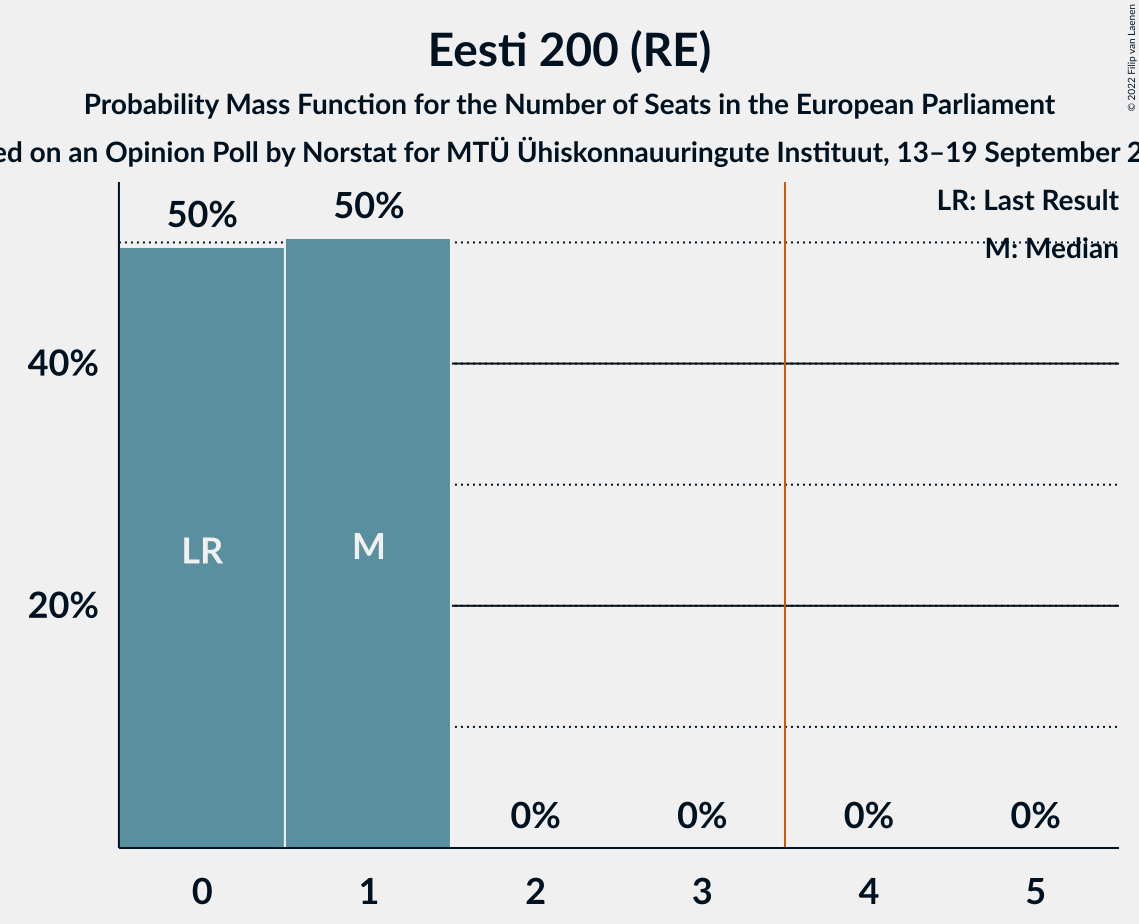 Eesti 200 (RE)
Probability Mass Function for the Number of Seats in the European Parliament
on an Opinion Poll by Norstat for MTÜ Ühiskonnauuringute Instituut, 13–19 September
© 2022 Filip van Laenen
LR: Last Result
M: Median
50%
50%
40%
20%
LR
M
0%
0%
0%
0%
0
1
2
3
4
5